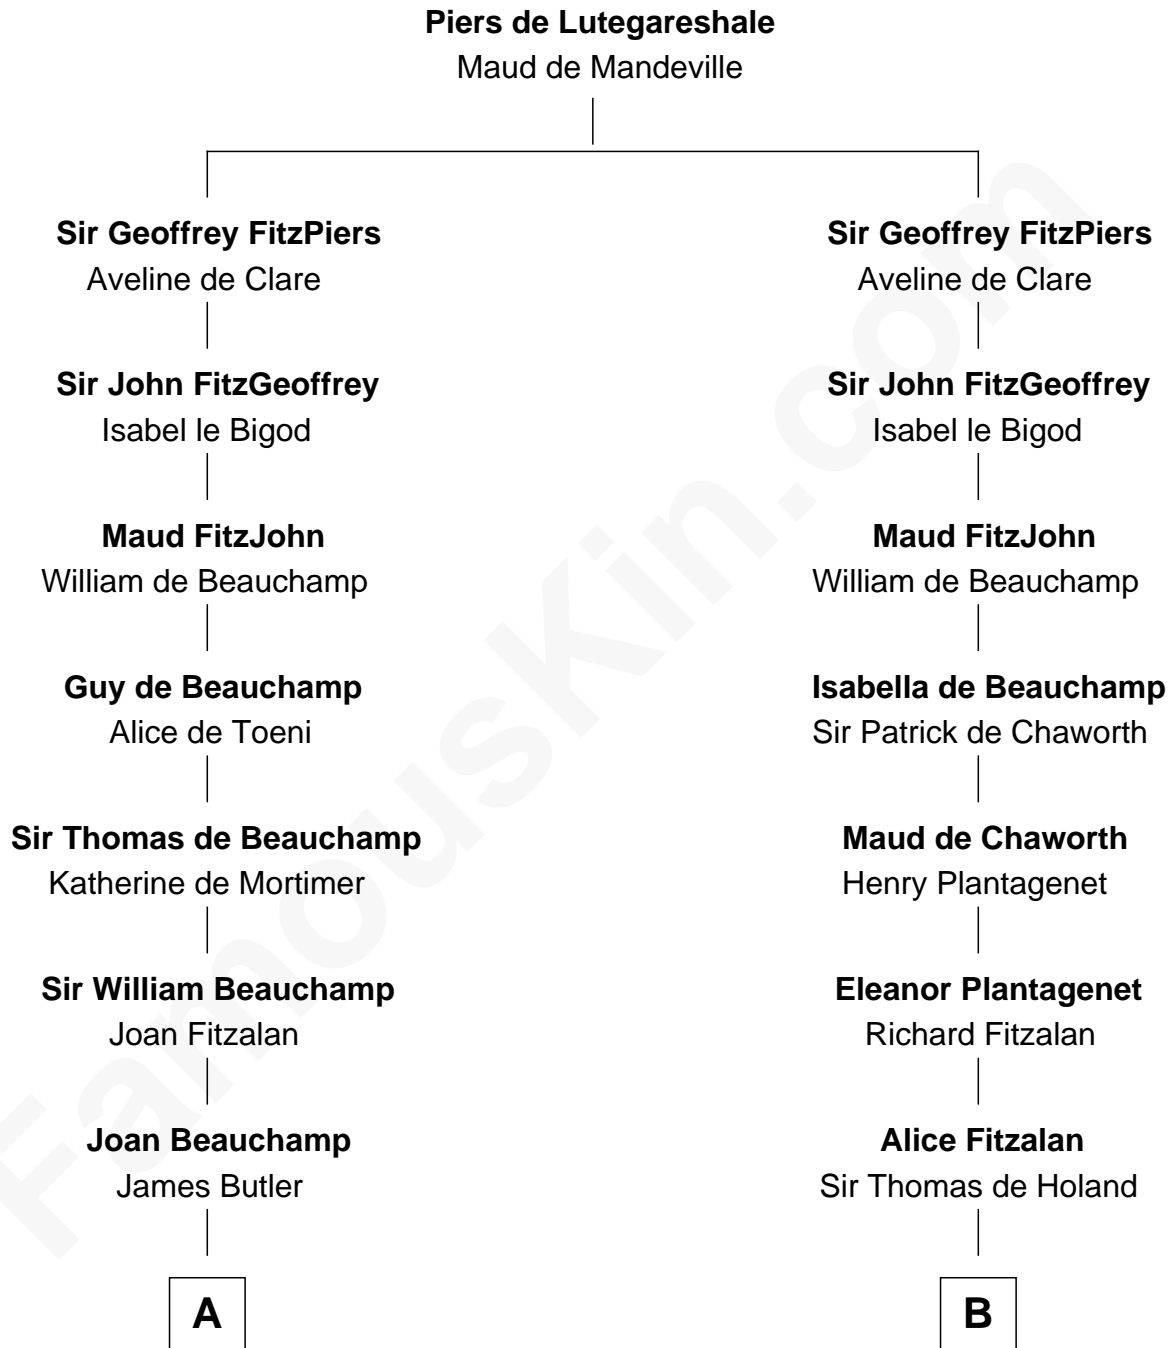 Piers de Lutegareshale
Maud de Mandeville
Sir Geoffrey FitzPiers
Aveline de Clare
Sir John FitzGeoffrey
Isabel le Bigod
Maud FitzJohn
William de Beauchamp
Guy de Beauchamp
Alice de Toeni
Sir Thomas de Beauchamp
Katherine de Mortimer
Sir William Beauchamp
Joan Fitzalan
Joan Beauchamp
James Butler
A
Sir Geoffrey FitzPiers
Aveline de Clare
Sir John FitzGeoffrey
Isabel le Bigod
Maud FitzJohn
William de Beauchamp
Isabella de Beauchamp
Sir Patrick de Chaworth
Maud de Chaworth
Henry Plantagenet
Eleanor Plantagenet
Richard Fitzalan
Alice Fitzalan
Sir Thomas de Holand
B
FamousKin.com